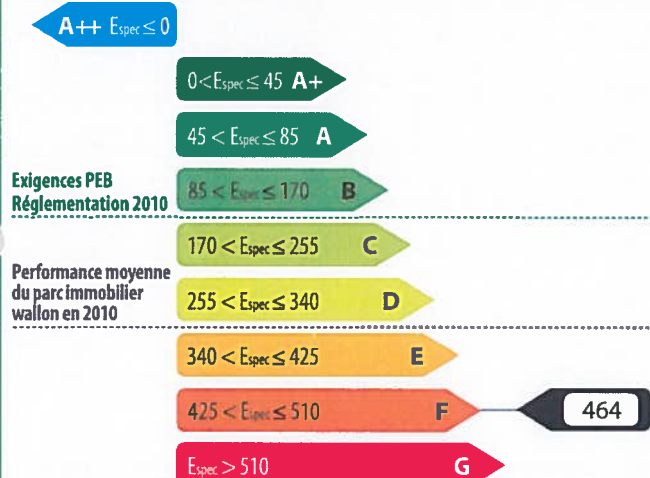 A++ Espec ≤ 0
0<Espec ≤ 45 A+
45 < Espec ≤ 85 A
Exigences PEB
Réglementation 2010
85 < Espec ≤ 170 B
170 < Espec ≤ 255 C
Performance moyenne
du parc immobilier
wallon en 2010
255 < Espec ≤ 340 D
340 < Espec ≤ 425 E
425 < Espec ≤ 510 F
464
Espec > 510 G